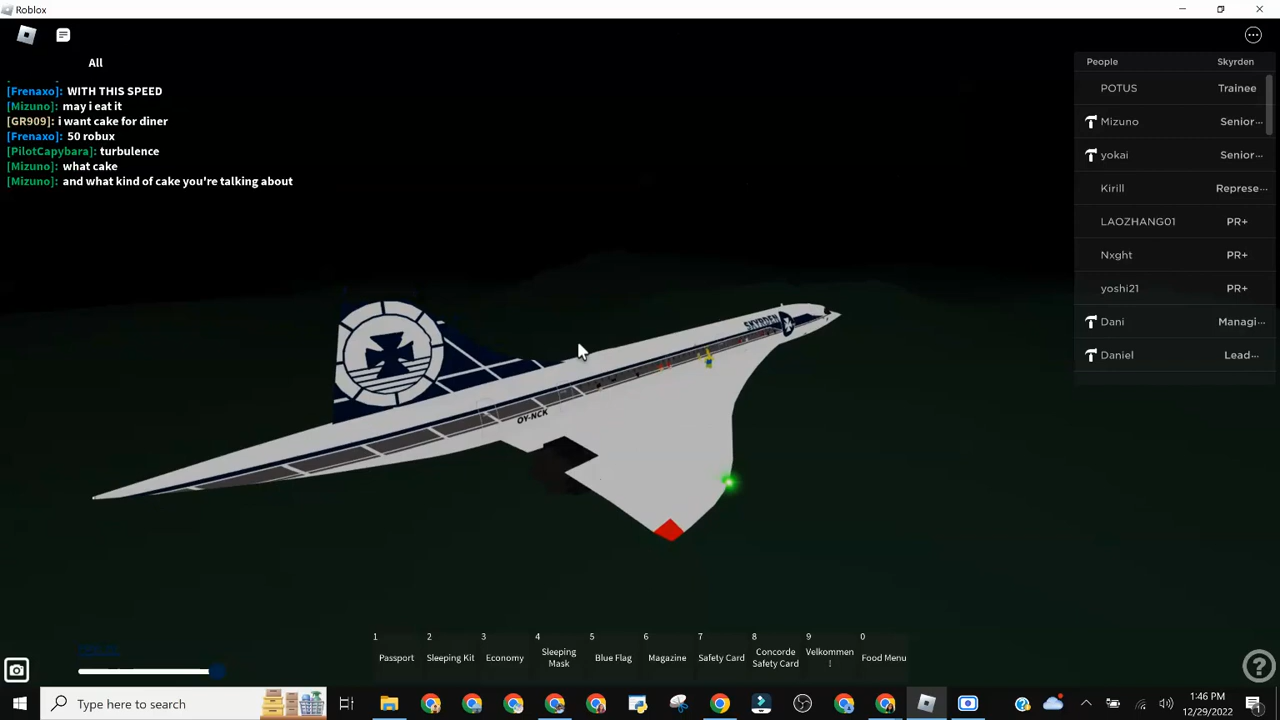 Roblox
All
[Frenaxo]: WITH THIS SPEED
[Mizuno]: may i eat it
[GR909]: i want cake for diner
[Frenaxo]: 50 robux
[PilotCapybara]: turbulence
[Mizuno]: what cake
[Mizuno]: and what kind of cake you're talking about
People Skyrden
POTUS Trainee
Mizuno Senior...
yokai Senior...
Kirill Represe...
LAOZHANG01 PR+
Nxght PR+
yoshi21 PR+
Dani Managi...
Daniel Lead...
SKYRDEN
OY-NCK
1 2 3 4 5 6 7 8 9 0
Passport
Sleeping Kit
Economy
Sleeping
Mask
Blue Flag
Magazine
Safety Card
Concorde
Safety Card
Velkommen
!
Food Menu
?
Type here to search
1:46 PM
12/29/2022
1